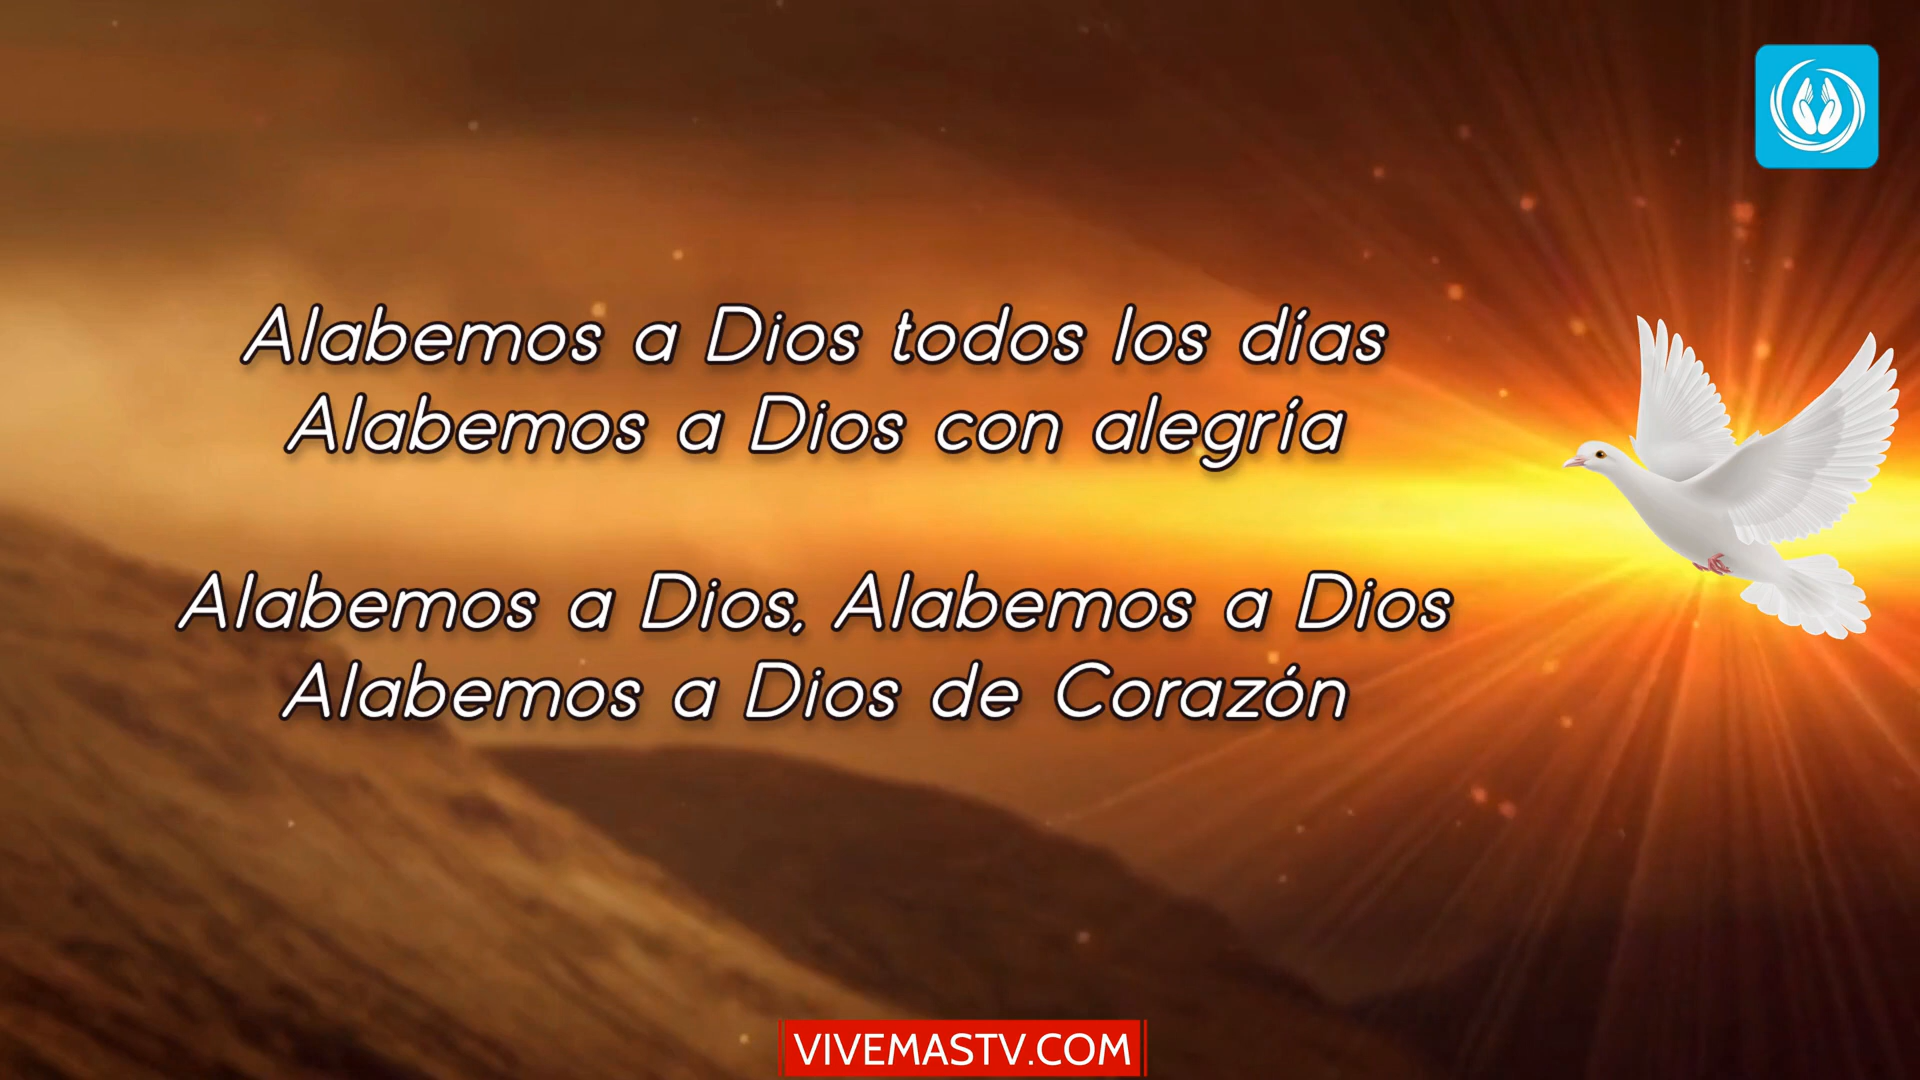 Alabemos a Dios todos los días
Alabemos a Dios con alegría
Alabemos a Dios, Alabemos a Dios
Alabemos a Dios de Corazón
VIVEMASTV.COM